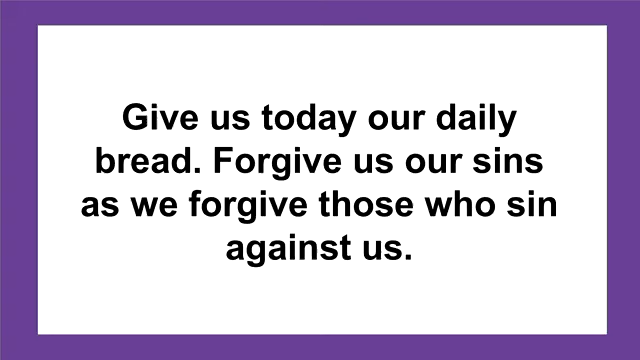 Give us today our daily
bread. Forgive us our sins
as we forgive those who sin
against us.